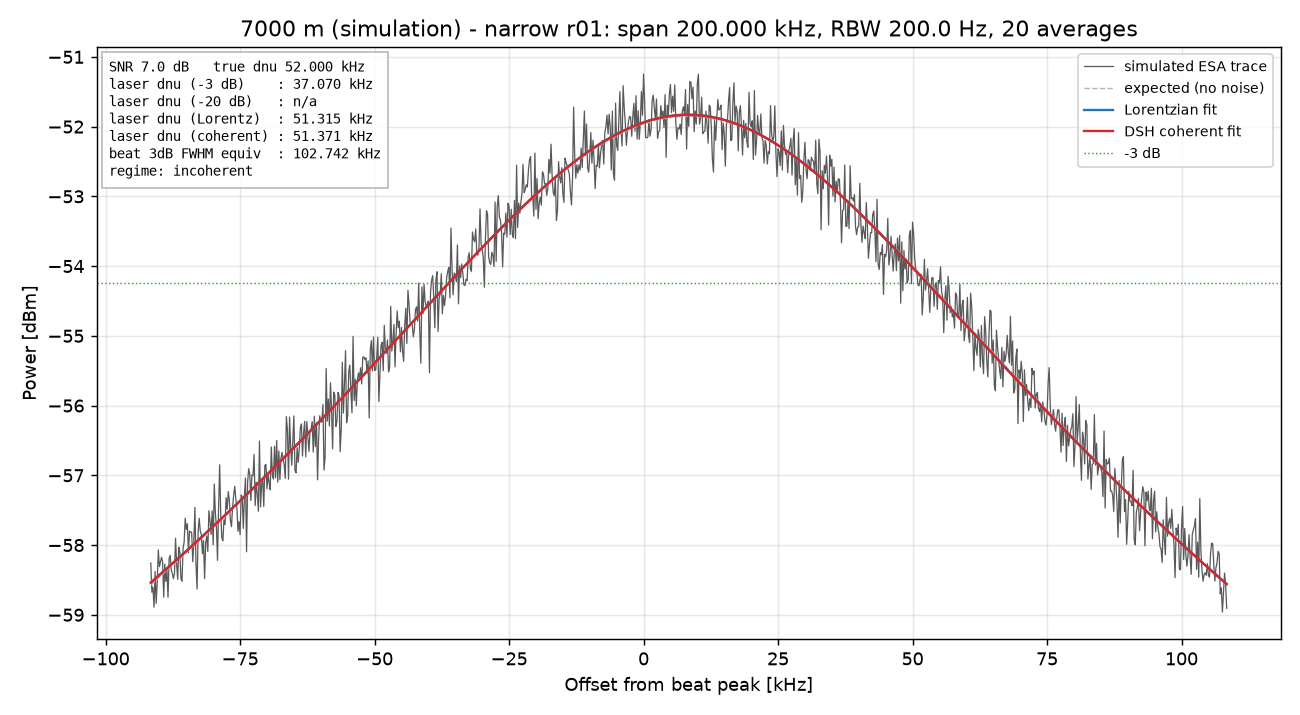 7000 m (simulation) - narrow r01: span 200.000 kHz, RBW 200.0 Hz, 20 averages
SNR 7.0 dB   true dnu 52.000 kHz
laser dnu (-3 dB)    : 37.070 kHz
laser dnu (-20 dB)   : n/a
laser dnu (Lorentz)  : 51.315 kHz
laser dnu (coherent) : 51.371 kHz
beat 3dB FWHM equiv  : 102.742 kHz
regime: incoherent
simulated ESA trace
expected (no noise)
Lorentzian fit
DSH coherent fit
-3 dB
−51
−52
−53
−54
−55
−56
−57
−58
−59
Power [dBm]
−100
−75
−50
−25
0
25
50
75
100
Offset from beat peak [kHz]